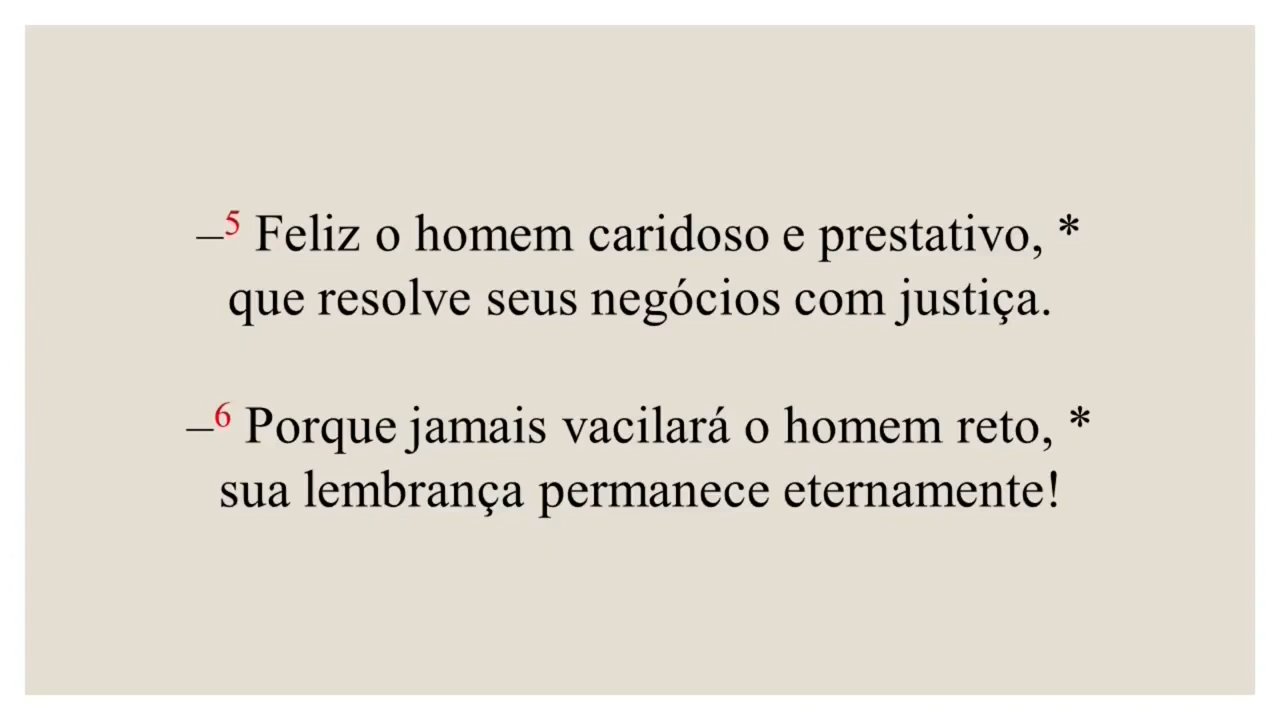 –5 Feliz o homem caridoso e prestativo, *
que resolve seus negócios com justiça.
–6 Porque jamais vacilará o homem reto, *
sua lembrança permanece eternamente!